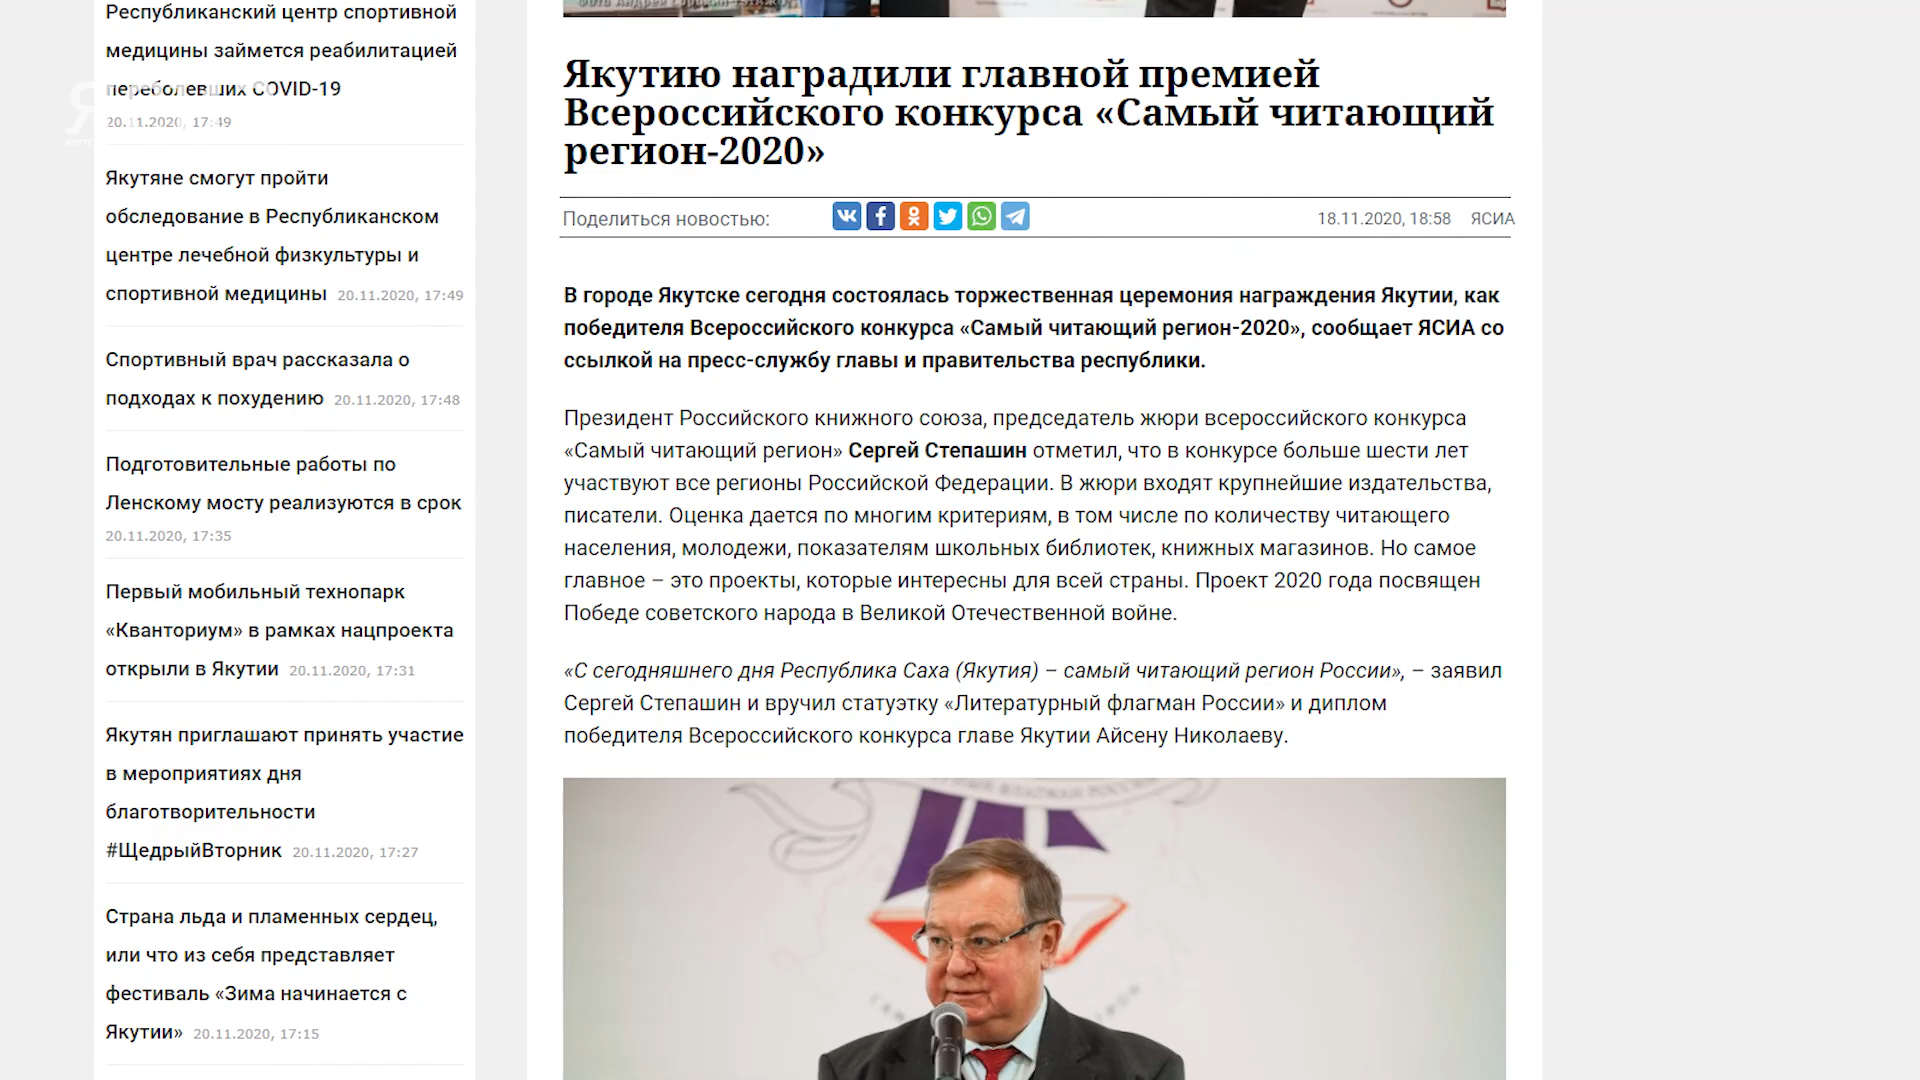 Республиканский центр спортивной
медицины займется реабилитацией
переболевших COVID-19
20.11.2020, 17:49
Якутяне смогут пройти
обследование в Республиканском
центре лечебной физкультуры и
спортивной медицины 20.11.2020, 17:49
Спортивный врач рассказала о
подходах к похудению 20.11.2020, 17:48
Подготовительные работы по
Ленскому мосту реализуются в срок
20.11.2020, 17:35
Первый мобильный технопарк
«Кванториум» в рамках нацпроекта
открыли в Якутии 20.11.2020, 17:31
Якутян приглашают принять участие
в мероприятиях дня
благотворительности
#ЩедрыйВторник 20.11.2020, 17:27
Страна льда и пламенных сердец,
или что из себя представляет
фестиваль «Зима начинается с
Якутии» 20.11.2020, 17:15
Якутию наградили главной премией
Всероссийского конкурса «Самый читающий
регион-2020»
Поделиться новостью:
18.11.2020, 18:58 ЯСИА
В городе Якутске сегодня состоялась торжественная церемония награждения Якутии, как
победителя Всероссийского конкурса «Самый читающий регион-2020», сообщает ЯСИА со
ссылкой на пресс-службу главы и правительства республики.
Президент Российского книжного союза, председатель жюри всероссийского конкурса
«Самый читающий регион» Сергей Степашин отметил, что в конкурсе больше шести лет
участвуют все регионы Российской Федерации. В жюри входят крупнейшие издательства,
писатели. Оценка дается по многим критериям, в том числе по количеству читающего
населения, молодежи, показателям школьных библиотек, книжных магазинов. Но самое
главное – это проекты, которые интересны для всей страны. Проект 2020 года посвящен
Победе советского народа в Великой Отечественной войне.
«С сегодняшнего дня Республика Саха (Якутия) – самый читающий регион России», – заявил
Сергей Степашин и вручил статуэтку «Литературный флагман России» и диплом
победителя Всероссийского конкурса главе Якутии Айсену Николаеву.